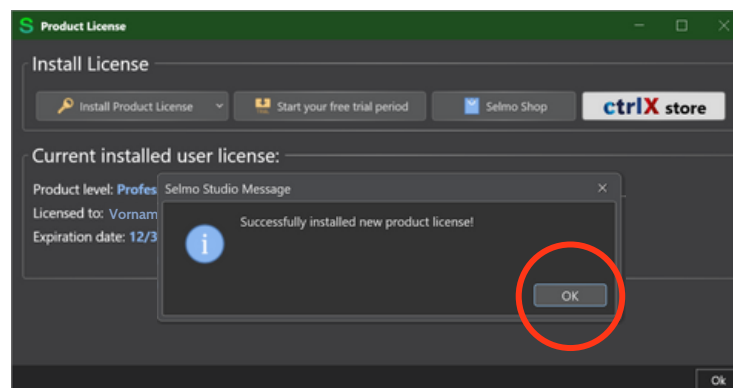 S Product License
Install License
Install Product License
Start your free trial period
Selmo Shop
ctrlX store
Current installed user license:
Product level: Profes
Licensed to: Vornam
Expiration date: 12/3
Selmo Studio Message
Successfully installed new product license!
i
OK
Ok